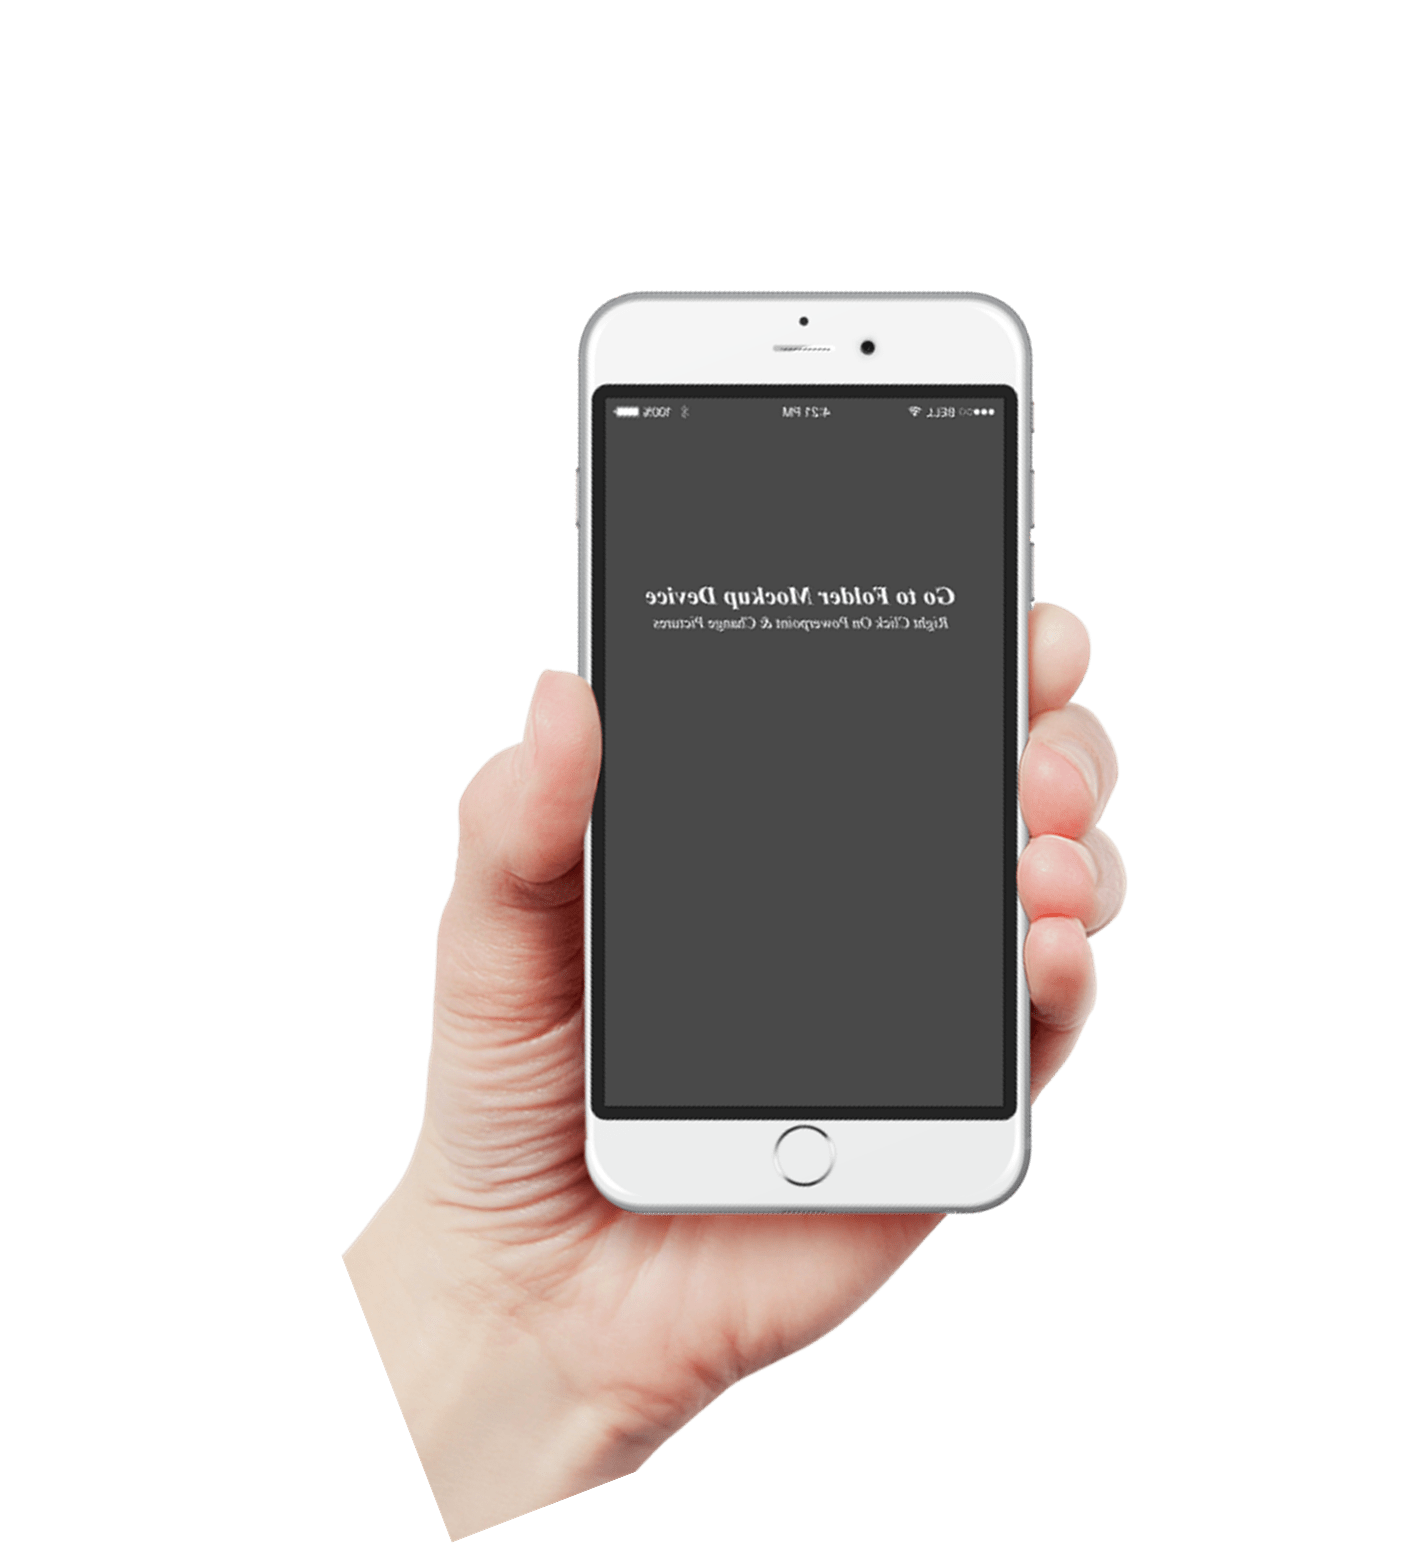 ●●●○○ BELL 4:21 PM 100%
Go to Folder Mockup Device
Right Click On Powerpoint & Change Pictures